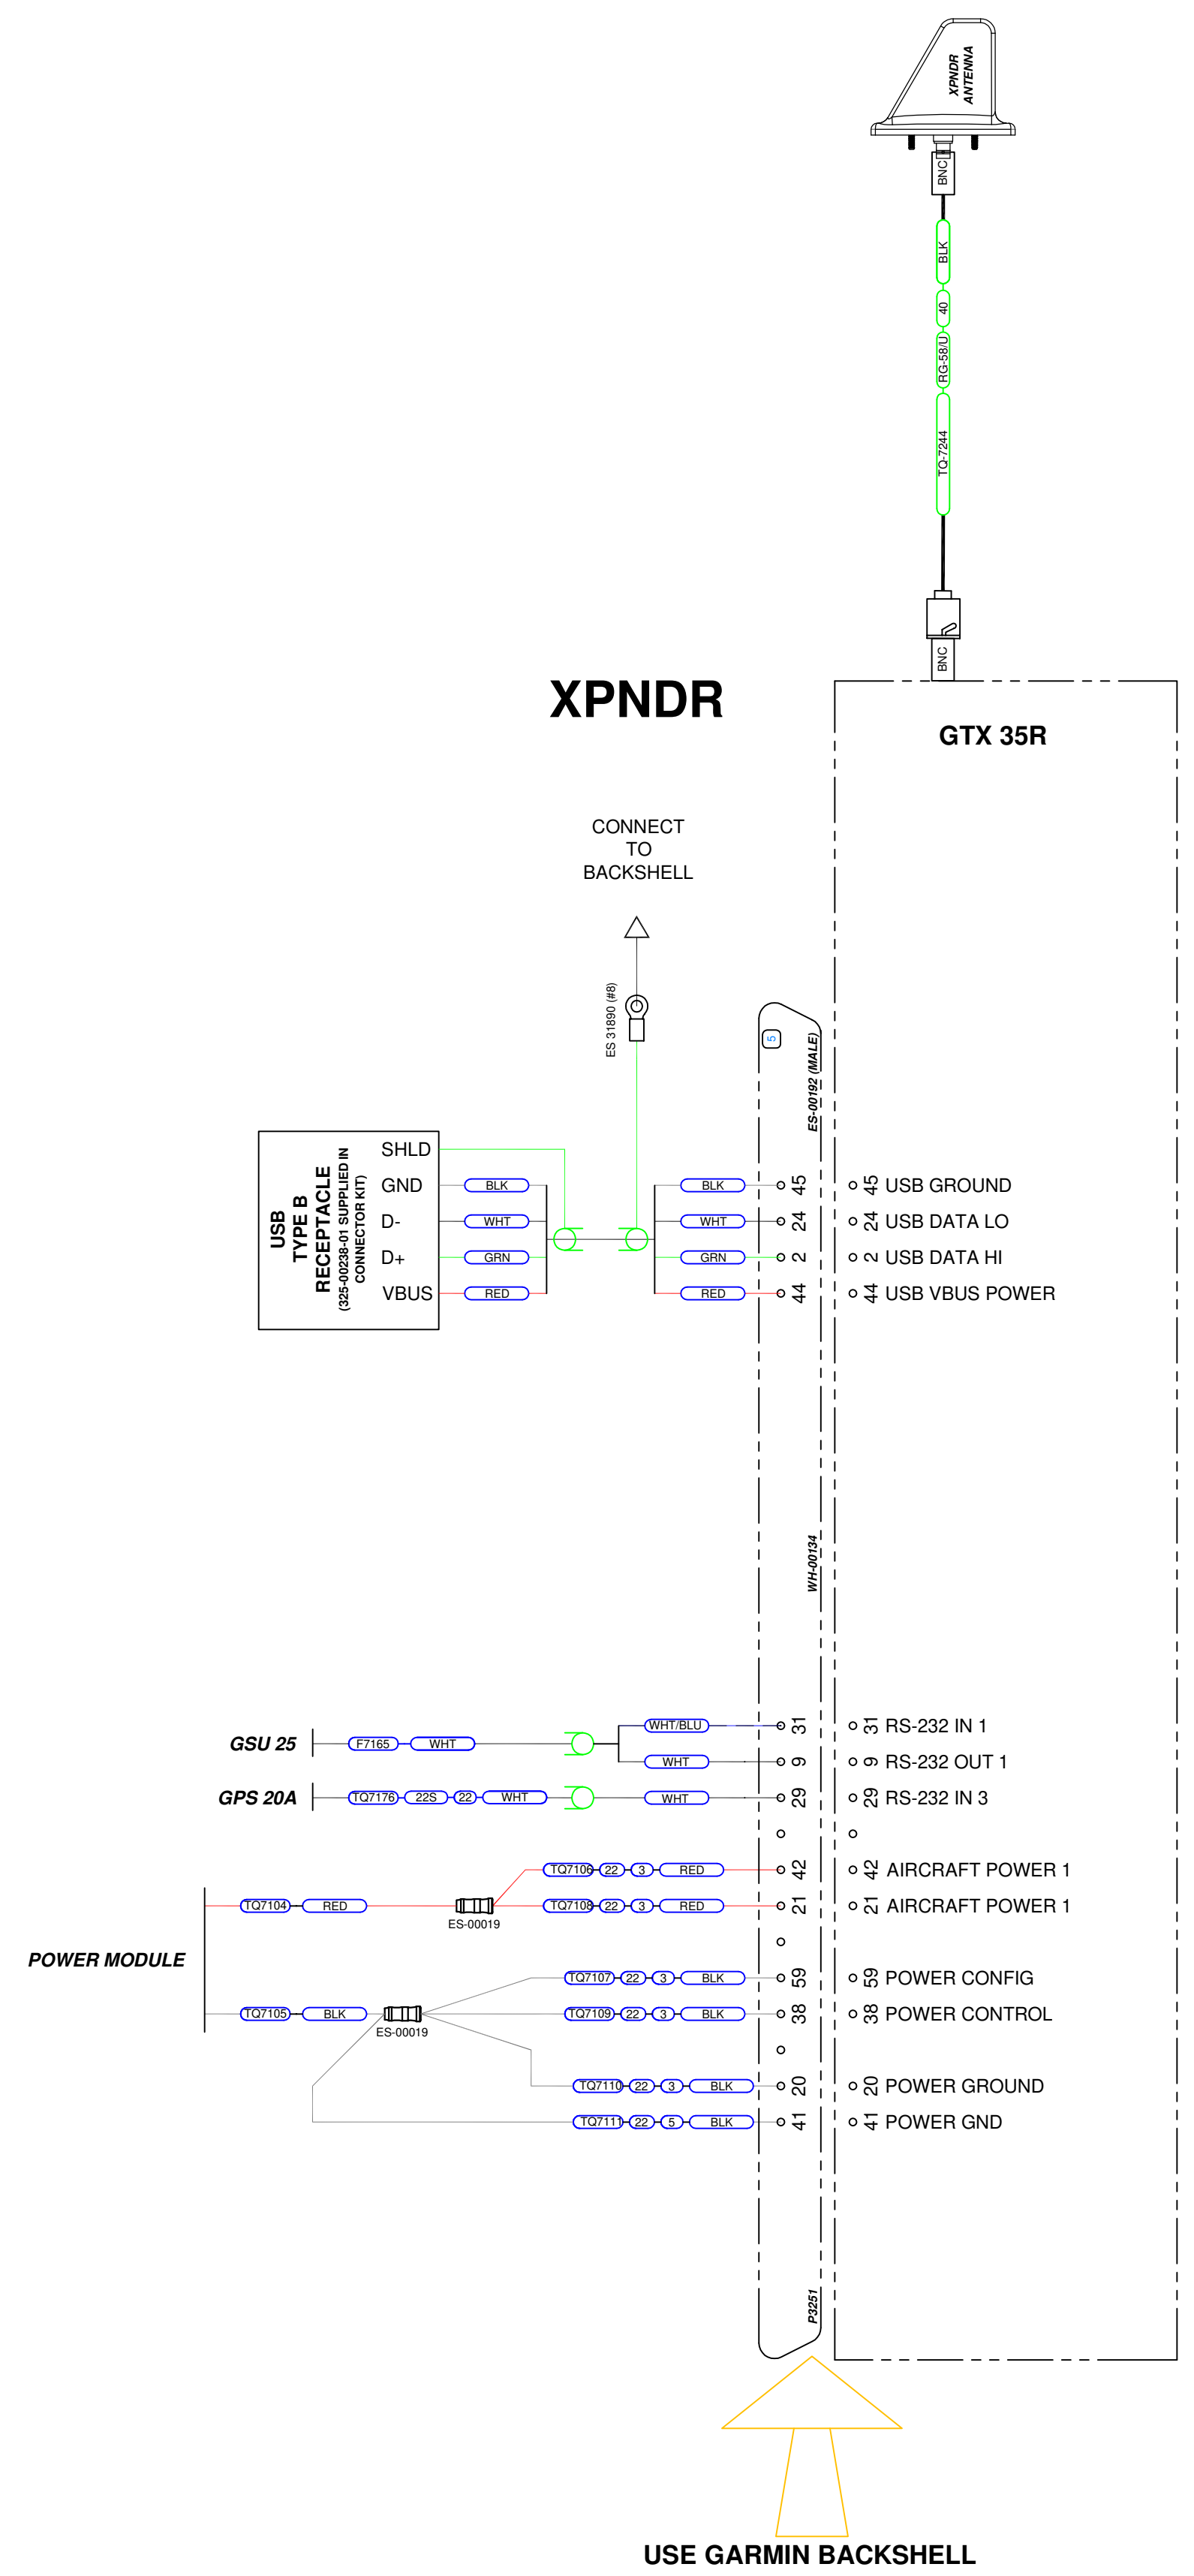 XPNDR
ANTENNA
BNC
BLK
40
RG-58/U
TQ-7244
BNC
XPNDR
GTX 35R
CONNECT
TO
BACKSHELL
ES 31890 (#8)
5
ES-00192 (MALE)
USB
TYPE B
RECEPTACLE
(325-00238-01 SUPPLIED IN
CONNECTOR KIT)
SHLD
GND BLK BLK 45 45 USB GROUND
D- WHT WHT 24 24 USB DATA LO
D+ GRN GRN 2 2 USB DATA HI
VBUS RED RED 44 44 USB VBUS POWER
WH-00134
WHT/BLU 31 31 RS-232 IN 1
GSU 25 F7165 WHT
WHT 9 9 RS-232 OUT 1
GPS 20A TQ7176 22S 22 WHT WHT 29 29 RS-232 IN 3
TQ7106 22 3 RED 42 42 AIRCRAFT POWER 1
TQ7104 RED TQ7108 22 3 RED 21 21 AIRCRAFT POWER 1
ES-00019
POWER MODULE
TQ7107 22 3 BLK 59 59 POWER CONFIG
TQ7105 BLK TQ7109 22 3 BLK 38 38 POWER CONTROL
ES-00019
TQ7110 22 3 BLK 20 20 POWER GROUND
TQ7111 22 5 BLK 41 41 POWER GND
P3251
USE GARMIN BACKSHELL